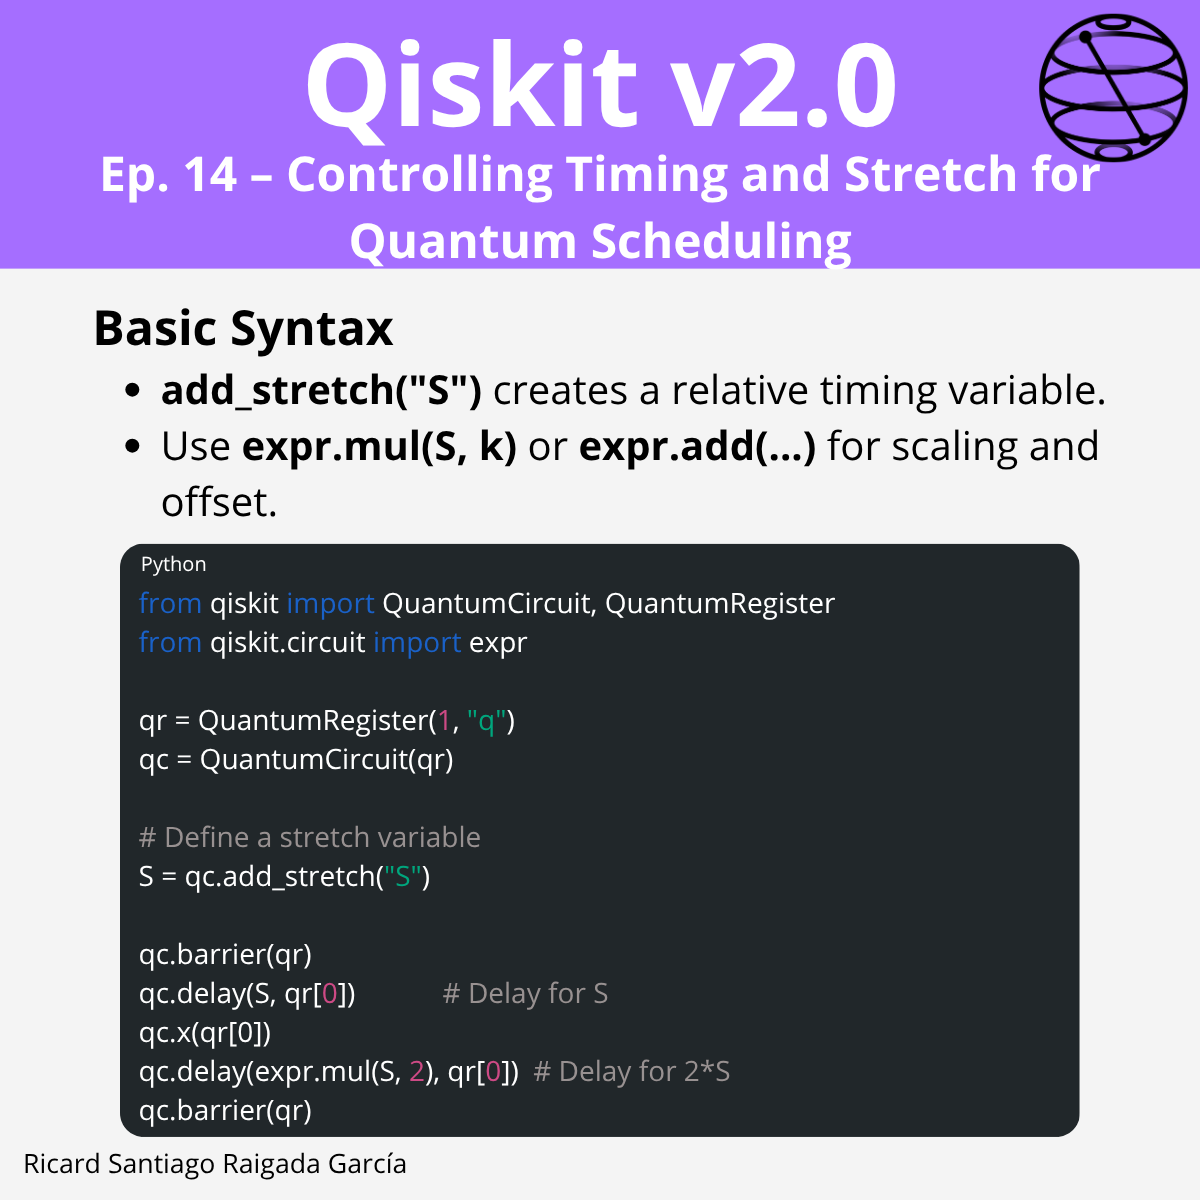 Qiskit v2.0
Ep. 14 – Controlling Timing and Stretch for
Quantum Scheduling
Basic Syntax
• add_stretch("S") creates a relative timing variable.
• Use expr.mul(S, k) or expr.add(...) for scaling and
offset.
Python
from qiskit import QuantumCircuit, QuantumRegister
from qiskit.circuit import expr
qr = QuantumRegister(1, "q")
qc = QuantumCircuit(qr)
# Define a stretch variable
S = qc.add_stretch("S")
qc.barrier(qr)
qc.delay(S, qr[0]) # Delay for S
qc.x(qr[0])
qc.delay(expr.mul(S, 2), qr[0]) # Delay for 2*S
qc.barrier(qr)
Ricard Santiago Raigada García